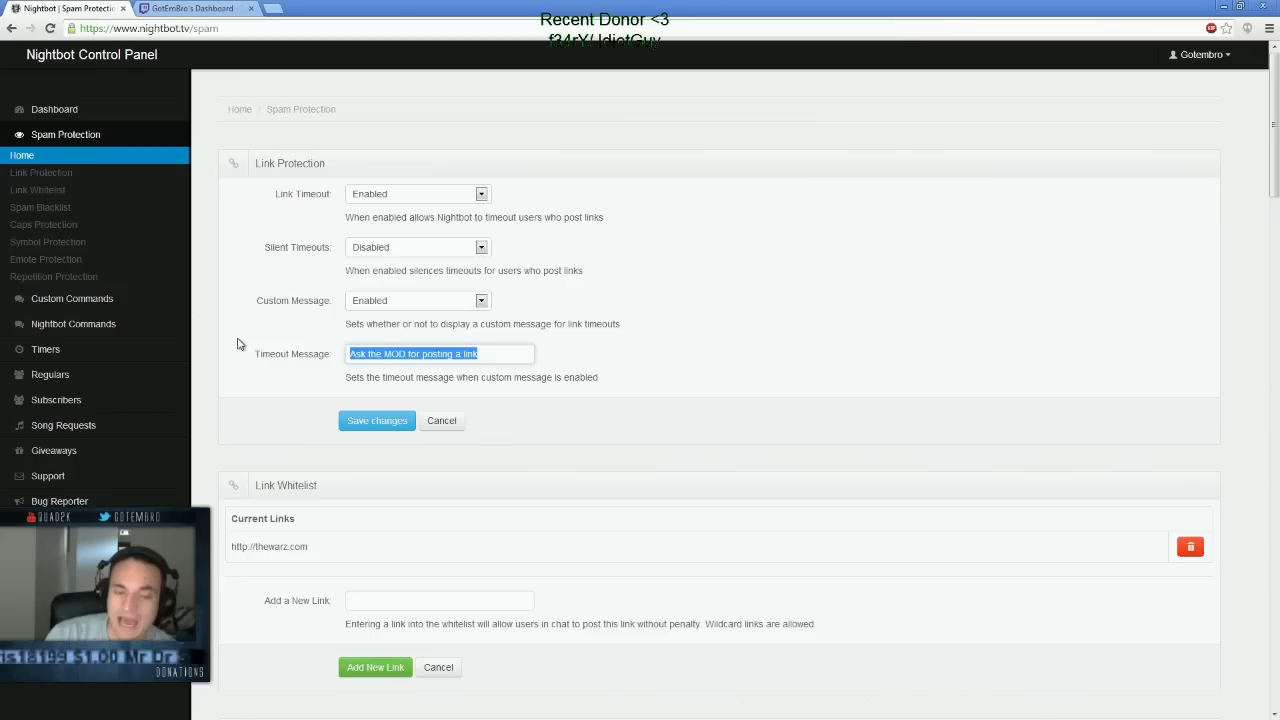 Nightbot | Spam Protection
GotEmBro's Dashboard -
Recent Donor <3
f34rY/ IdiotGuy
https://www.nightbot.tv/spam
Nightbot Control Panel
Gotembro
Dashboard
Spam Protection
Home
Link Protection
Link Whitelist
Spam Blacklist
Caps Protection
Symbol Protection
Emote Protection
Repetition Protection
Custom Commands
Nightbot Commands
Timers
Regulars
Subscribers
Song Requests
Giveaways
Support
Bug Reporter
Home / Spam Protection
Link Protection
Link Timeout: Enabled
When enabled allows Nightbot to timeout users who post links
Silent Timeouts: Disabled
When enabled silences timeouts for users who post links
Custom Message: Enabled
Sets whether or not to display a custom message for link timeouts
Timeout Message: Ask the MOD for posting a link
Sets the timeout message when custom message is enabled
Save changes Cancel
Link Whitelist
Current Links
http://thewarz.com
Add a New Link:
Entering a link into the whitelist will allow users in chat to post this link without penalty. Wildcard links are allowed.
Add New Link Cancel
QUAD2K GOTEMBRO
$1.00 Mr Dr
DONATIONS